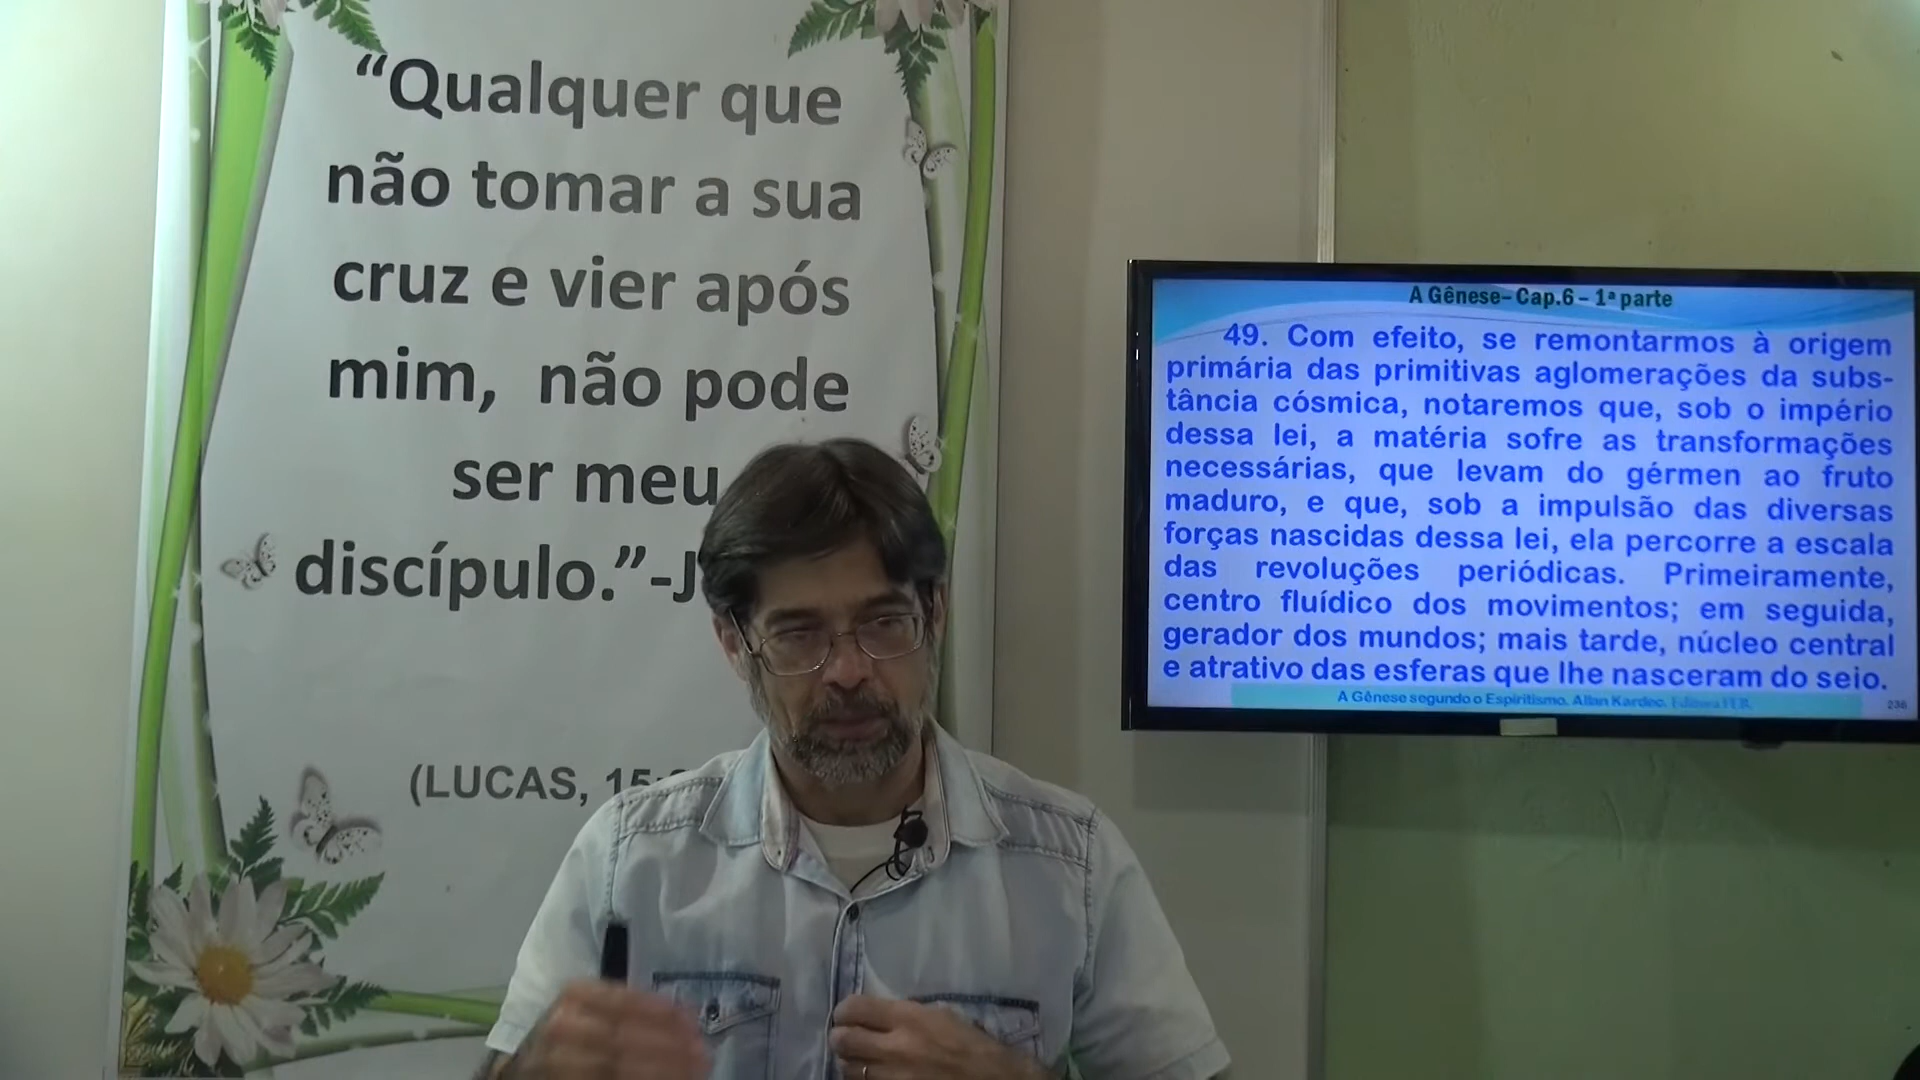 “Qualquer que
não tomar a sua
cruz e vier após
mim, não pode
ser meu
discípulo.”-J
(LUCAS, 15:
A Gênese– Cap.6 – 1ª parte
49. Com efeito, se remontarmos à origem
primária das primitivas aglomerações da subs-
tância cósmica, notaremos que, sob o império
dessa lei, a matéria sofre as transformações
necessárias, que levam do gérmen ao fruto
maduro, e que, sob a impulsão das diversas
forças nascidas dessa lei, ela percorre a escala
das revoluções periódicas. Primeiramente,
centro fluídico dos movimentos; em seguida,
gerador dos mundos; mais tarde, núcleo central
e atrativo das esferas que lhe nasceram do seio.
A Gênese segundo o Espiritismo. Allan Kardec. Editora FEB.
236